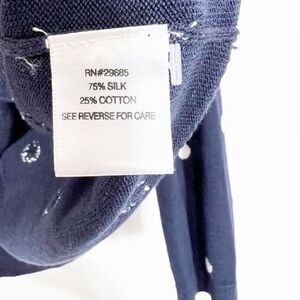 RN#29685
75% SILK
25% COTTON
SEE REVERSE FOR CARE